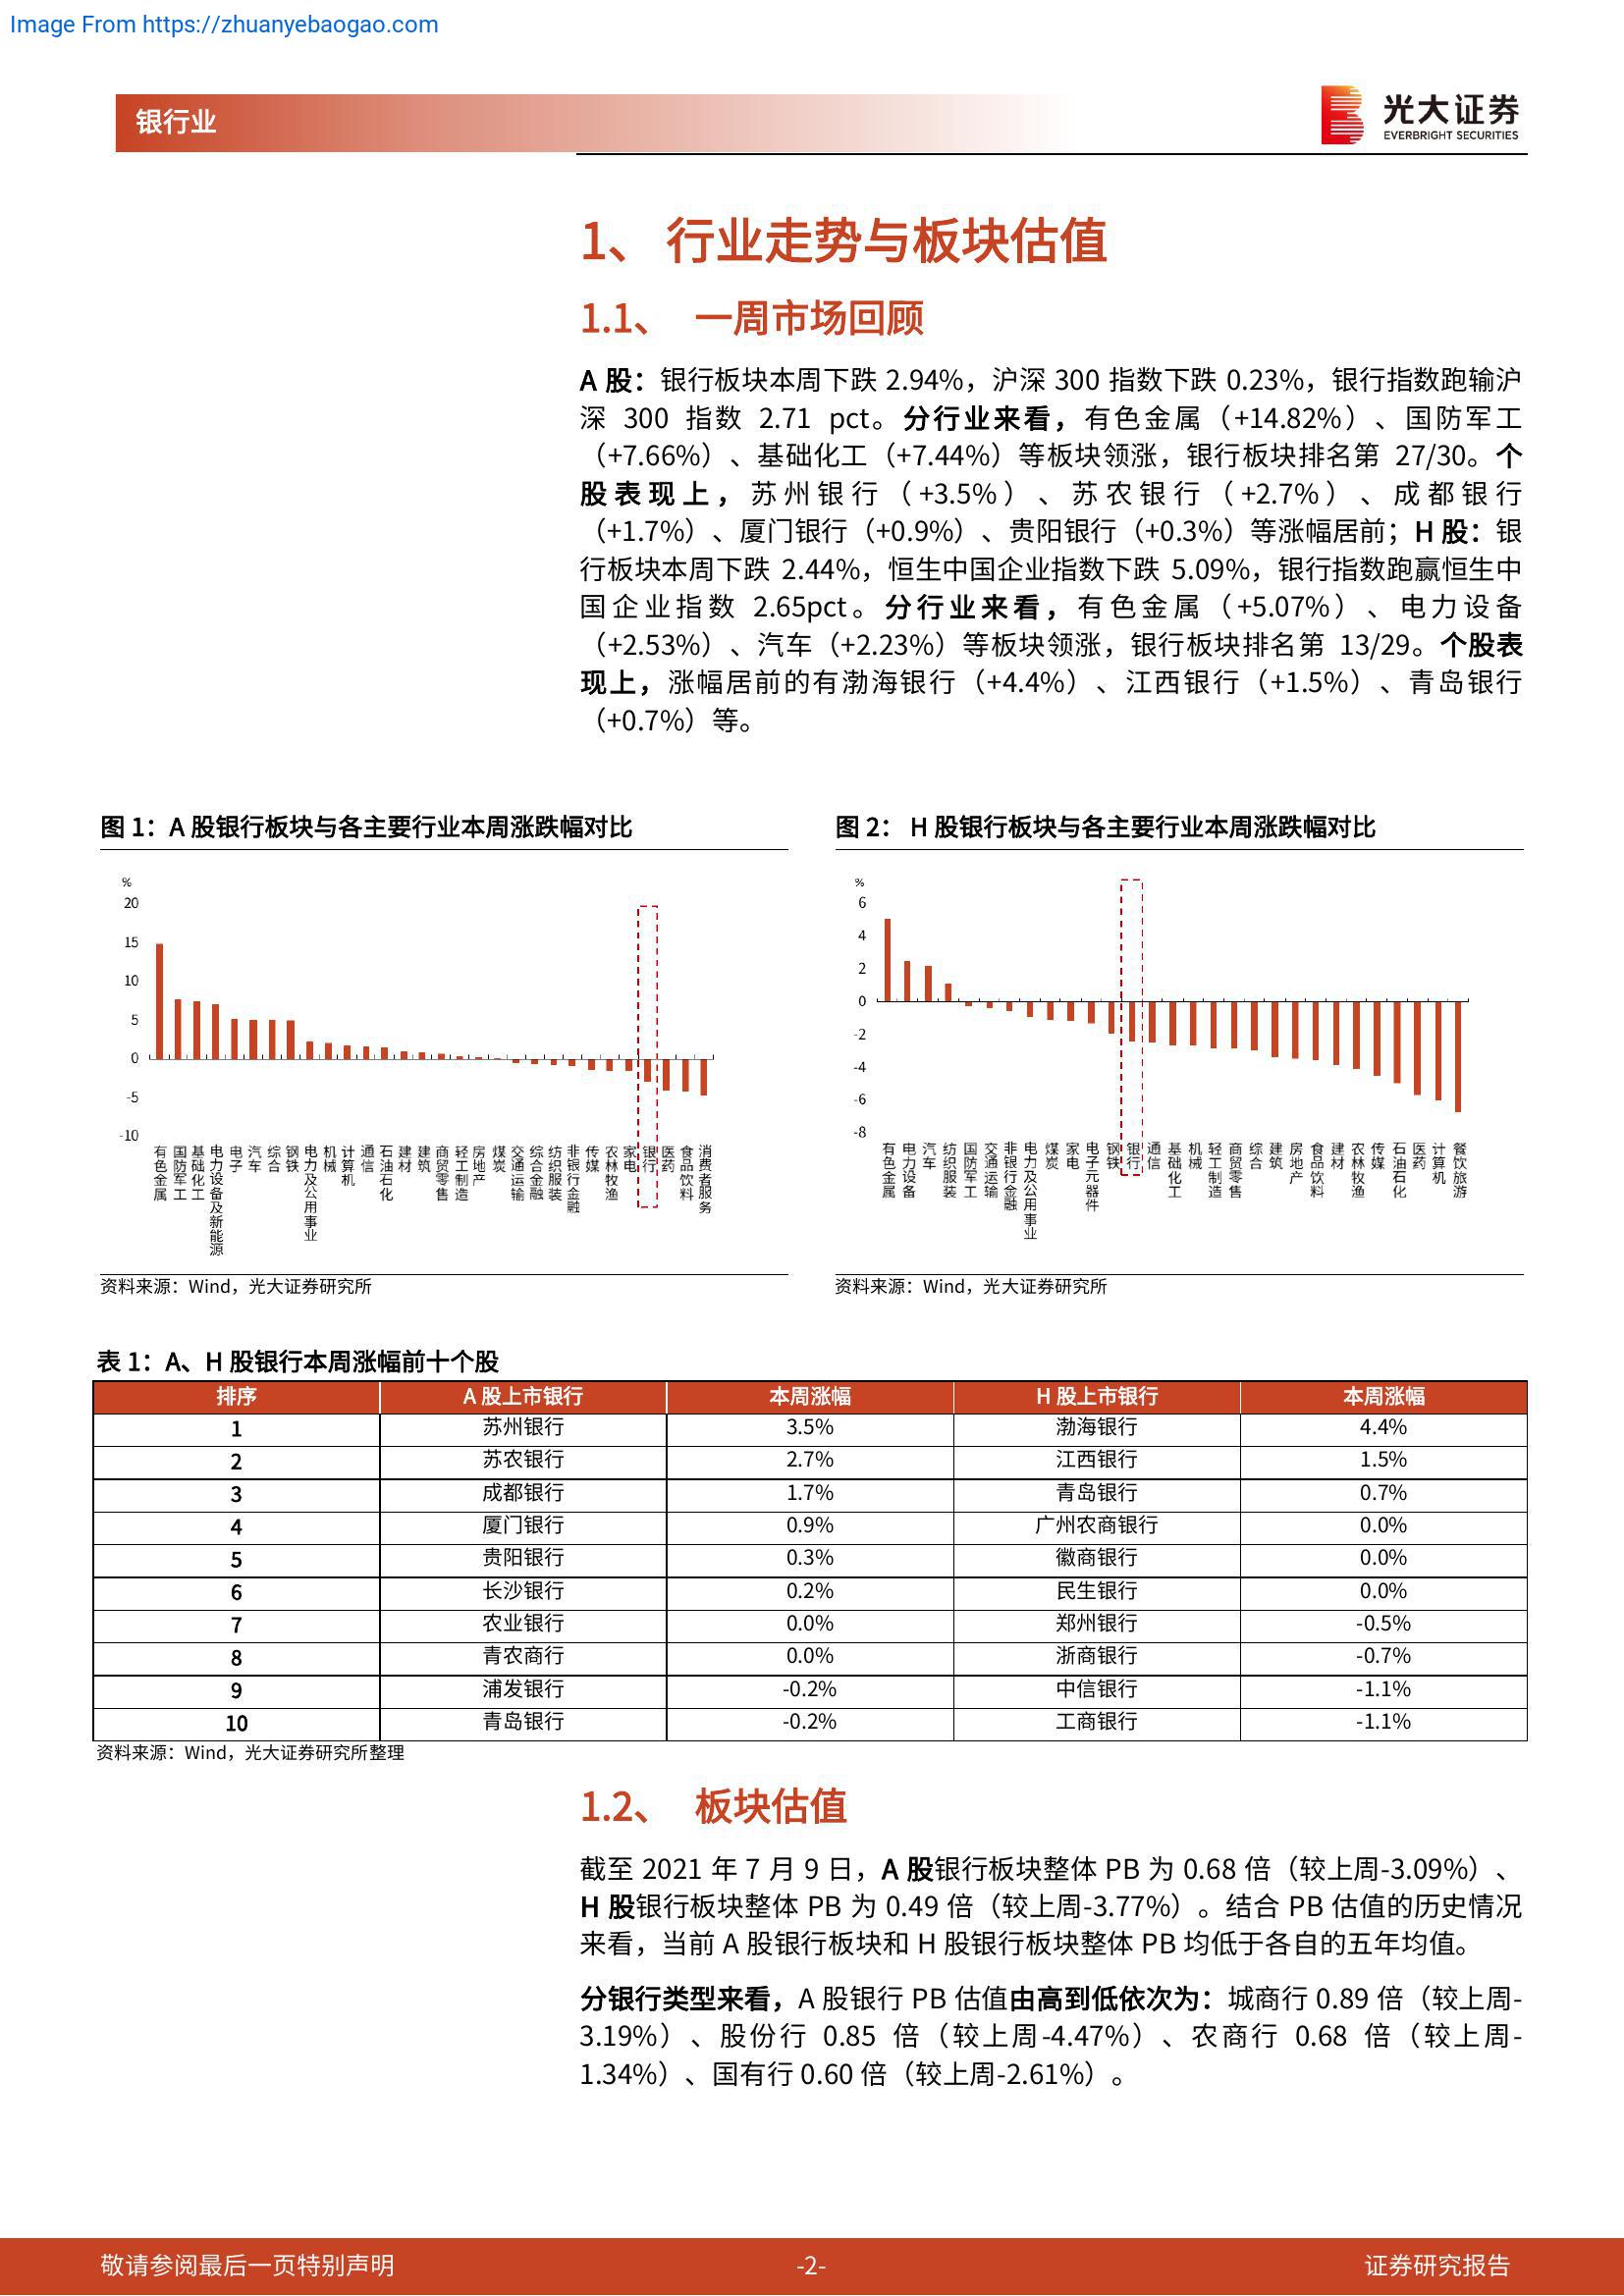 Image From https://zhuanyebaogao.com
银行业
光大证券
EVERBRIGHT SECURITIES
1、 行业走势与板块估值
1.1、 一周市场回顾
A 股：银行板块本周下跌 2.94%，沪深 300 指数下跌 0.23%，银行指数跑输沪
深 300 指数 2.71 pct。分行业来看，有色金属（+14.82%）、国防军工
（+7.66%）、基础化工（+7.44%）等板块领涨，银行板块排名第 27/30。个
股表现上，苏州银行（+3.5%）、苏农银行（+2.7%）、成都银行
（+1.7%）、厦门银行（+0.9%）、贵阳银行（+0.3%）等涨幅居前；H 股：银
行板块本周下跌 2.44%，恒生中国企业指数下跌 5.09%，银行指数跑赢恒生中
国企业指数 2.65pct。分行业来看，有色金属（+5.07%）、电力设备
（+2.53%）、汽车（+2.23%）等板块领涨，银行板块排名第 13/29。个股表
现上，涨幅居前的有渤海银行（+4.4%）、江西银行（+1.5%）、青岛银行
（+0.7%）等。
图 1：A 股银行板块与各主要行业本周涨跌幅对比
%
20
15
10
5
0
-5
-10
有色金属
国防军工
基础化工
电力设备及新能源
电子
汽车
综合
钢铁
电力及公用事业
机械
计算机
通信
石油石化
建材
建筑
商贸零售
轻工制造
房地产
煤炭
交通运输
综合金融
纺织服装
非银行金融
传媒
农林牧渔
家电
银行
医药
食品饮料
消费者服务
资料来源：Wind，光大证券研究所
图 2： H 股银行板块与各主要行业本周涨跌幅对比
%
6
4
2
0
-2
-4
-6
-8
有色金属
电力设备
汽车
纺织服装
国防军工
交通运输
非银行金融
电力及公用事业
煤炭
家电
电子元器件
钢铁
银行
通信
基础化工
机械
轻工制造
商贸零售
综合
建筑
房地产
食品饮料
建材
农林牧渔
传媒
石油石化
医药
计算机
餐饮旅游
资料来源：Wind，光大证券研究所
表 1：A、H 股银行本周涨幅前十个股
排序 A 股上市银行 本周涨幅 H 股上市银行 本周涨幅
1 苏州银行 3.5% 渤海银行 4.4%
2 苏农银行 2.7% 江西银行 1.5%
3 成都银行 1.7% 青岛银行 0.7%
4 厦门银行 0.9% 广州农商银行 0.0%
5 贵阳银行 0.3% 徽商银行 0.0%
6 长沙银行 0.2% 民生银行 0.0%
7 农业银行 0.0% 郑州银行 -0.5%
8 青农商行 0.0% 浙商银行 -0.7%
9 浦发银行 -0.2% 中信银行 -1.1%
10 青岛银行 -0.2% 工商银行 -1.1%
资料来源：Wind，光大证券研究所整理
1.2、 板块估值
截至 2021 年 7 月 9 日，A 股银行板块整体 PB 为 0.68 倍（较上周-3.09%）、
H 股银行板块整体 PB 为 0.49 倍（较上周-3.77%）。结合 PB 估值的历史情况
来看，当前 A 股银行板块和 H 股银行板块整体 PB 均低于各自的五年均值。
分银行类型来看，A 股银行 PB 估值由高到低依次为：城商行 0.89 倍（较上周-
3.19%）、股份行 0.85 倍（较上周-4.47%）、农商行 0.68 倍（较上周-
1.34%）、国有行 0.60 倍（较上周-2.61%）。
敬请参阅最后一页特别声明
-2-
证券研究报告